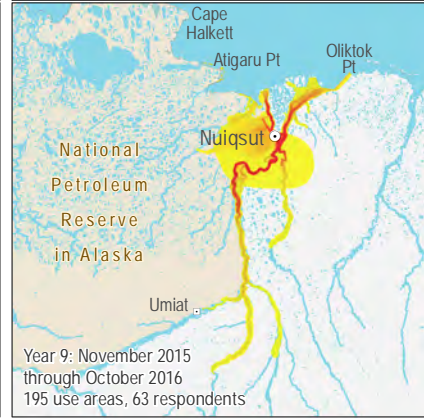 Cape
Halkett
Atigaru Pt
Oliktok
Pt
Nuiqsut
National
Petroleum
Reserve
in Alaska
Umiat
Year 9: November 2015
through October 2016
195 use areas, 63 respondents